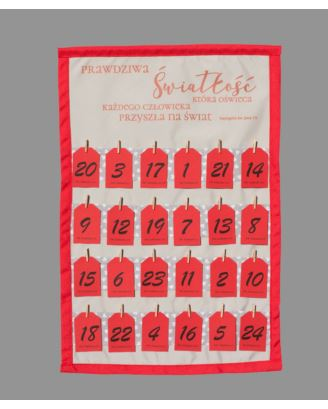 PRAWDZIWA
Światłość
KTÓRA OŚWIECA
KAŻDEGO CZŁOWIEKA
PRZYSZŁA NA ŚWIAT
20 3 17 1 21 14
9 12 19 7 13 8
15 6 23 11 2 10
18 22 4 16 5 24